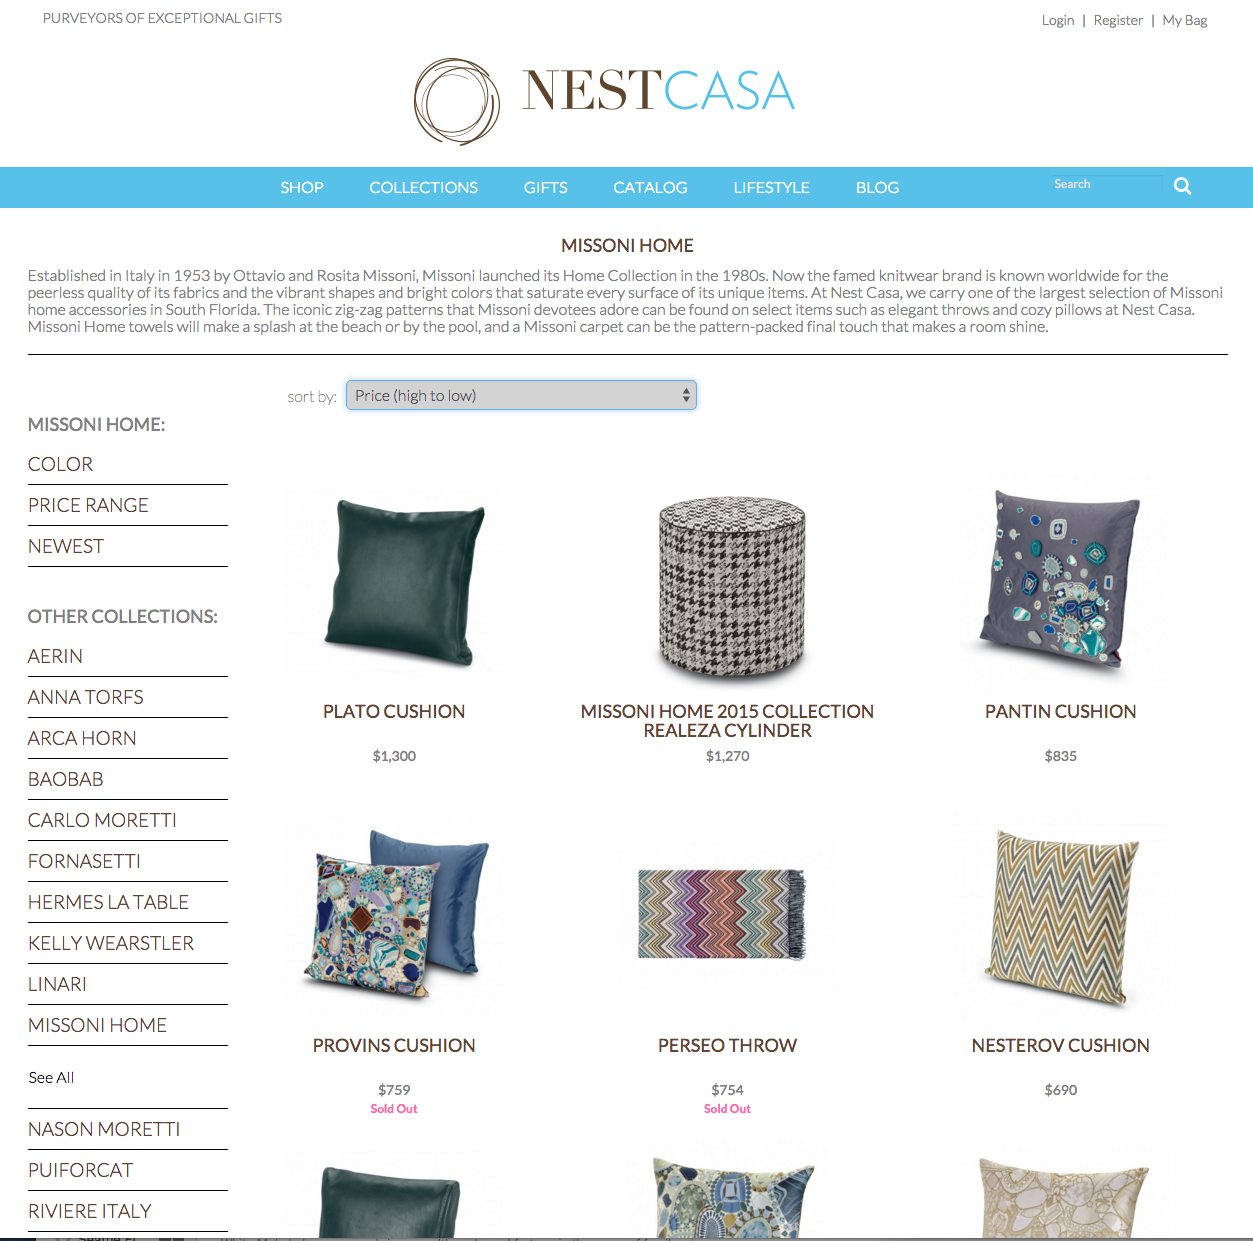 PURVEYORS OF EXCEPTIONAL GIFTS
Login | Register | My Bag
NESTCASA
SHOP COLLECTIONS GIFTS CATALOG LIFESTYLE BLOG
Search
MISSONI HOME
Established in Italy in 1953 by Ottavio and Rosita Missoni, Missoni launched its Home Collection in the 1980s. Now the famed knitwear brand is known worldwide for the
peerless quality of its fabrics and the vibrant shapes and bright colors that saturate every surface of its unique items. At Nest Casa, we carry one of the largest selection of Missoni
home accessories in South Florida. The iconic zig-zag patterns that Missoni devotees adore can be found on select items such as elegant throws and cozy pillows at Nest Casa.
Missoni Home towels will make a splash at the beach or by the pool, and a Missoni carpet can be the pattern-packed final touch that makes a room shine.
sort by: Price (high to low)
MISSONI HOME:
COLOR
PRICE RANGE
NEWEST
OTHER COLLECTIONS:
AERIN
ANNA TORFS
ARCA HORN
BAOBAB
CARLO MORETTI
FORNASETTI
HERMES LA TABLE
KELLY WEARSTLER
LINARI
MISSONI HOME
See All
NASON MORETTI
PUIFORCAT
RIVIERE ITALY
PLATO CUSHION
$1,300
MISSONI HOME 2015 COLLECTION
REALEZA CYLINDER
$1,270
PANTIN CUSHION
$835
PROVINS CUSHION
$759
Sold Out
PERSEO THROW
$754
Sold Out
NESTEROV CUSHION
$690